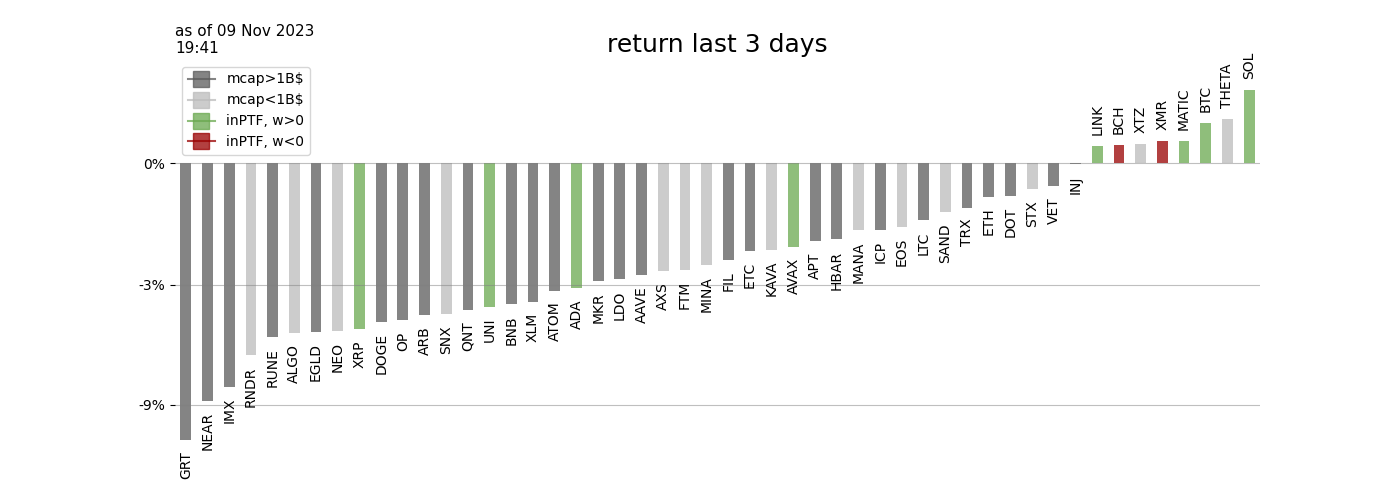 as of 09 Nov 2023
19:41
return last 3 days
mcap>1B$
mcap<1B$
inPTF, w>0
inPTF, w<0
0%
-3%
-9%
GRT
NEAR
IMX
RNDR
RUNE
ALGO
EGLD
NEO
XRP
DOGE
OP
ARB
SNX
QNT
UNI
BNB
XLM
ATOM
ADA
MKR
LDO
AAVE
AXS
FTM
MINA
FIL
ETC
KAVA
AVAX
APT
HBAR
MANA
ICP
EOS
LTC
SAND
TRX
ETH
DOT
STX
VET
INJ
LINK
BCH
XTZ
XMR
MATIC
BTC
THETA
SOL